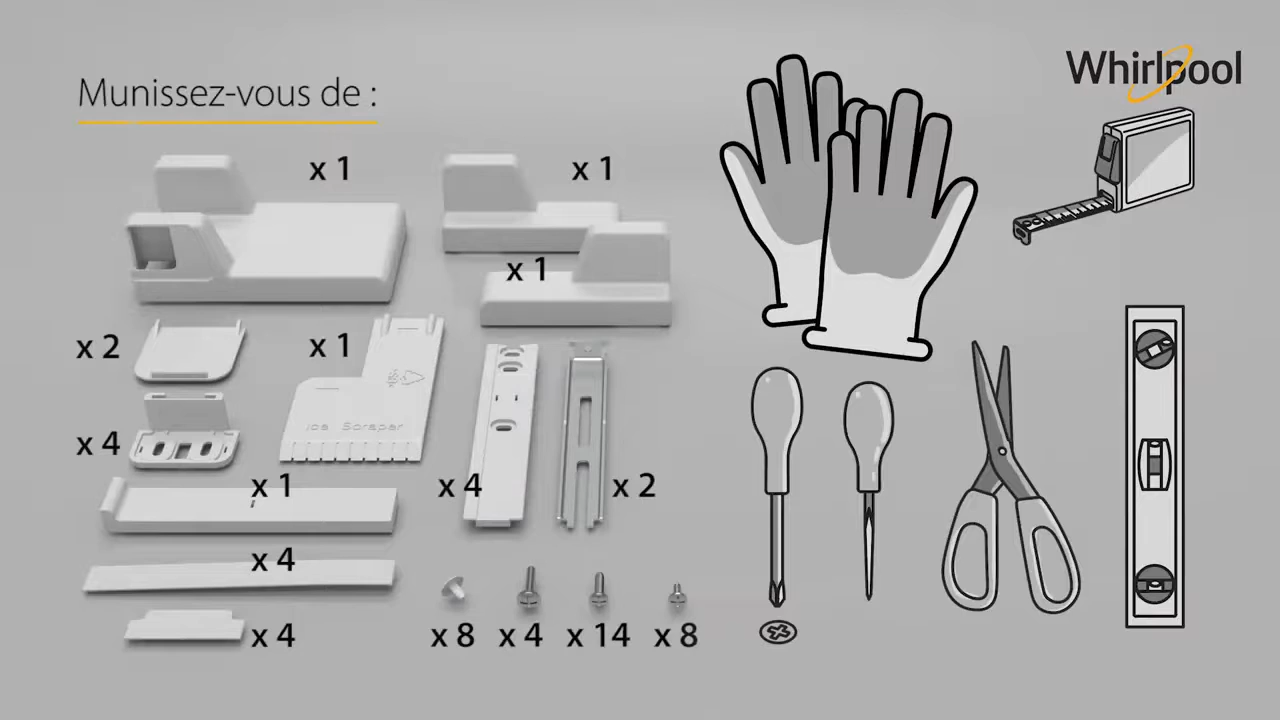 Munissez-vous de :
Whirlpool
x 1
x 1
x 1
x 2
x 1
Ice Scraper
x 4
x 1
x 4
x 2
x 4
x 4
x 8
x 4
x 14
x 8